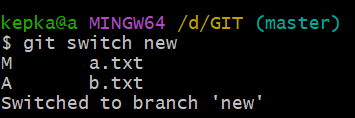 kepka@a MINGW64 /d/GIT (master)
$ git switch new
M       a.txt
A       b.txt
Switched to branch 'new'